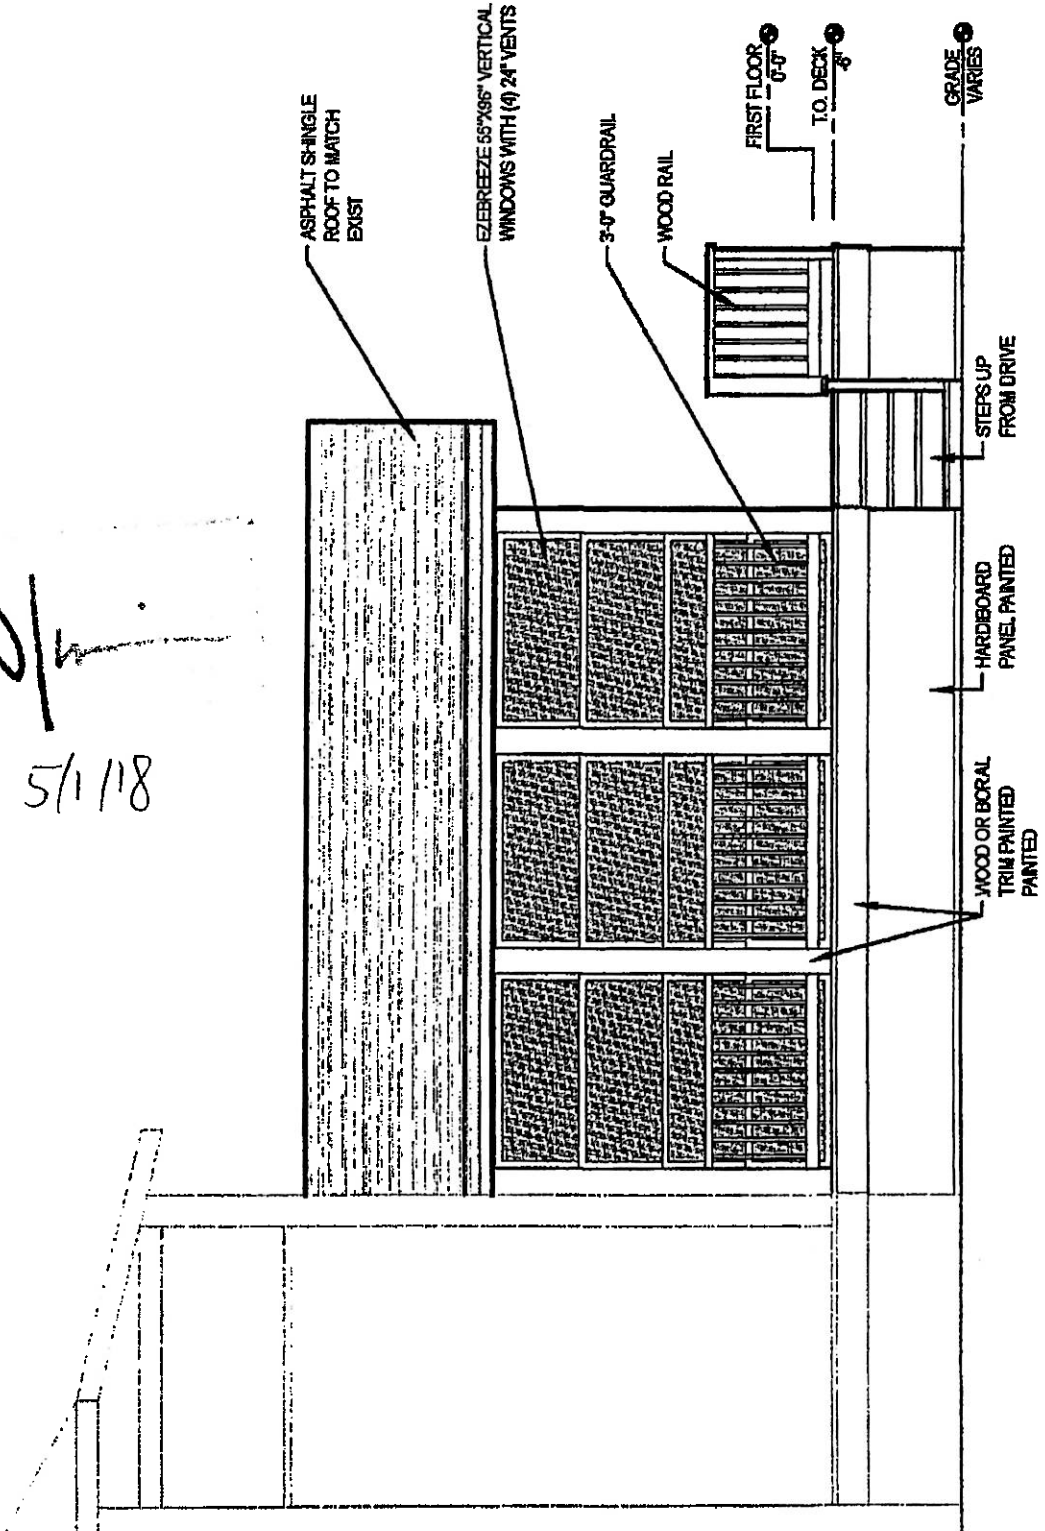 5/1/18
ASPHALT SHINGLE
ROOF TO MATCH
EXIST
EZEBREEZE 55"X96" VERTICAL
WINDOWS WITH (4) 24" VENTS
3'-0" GUARDRAIL
WOOD RAIL
FIRST FLOOR
0'-0"
T.O. DECK
-6"
GRADE
VARIES
STEPS UP
FROM DRIVE
HARDIBOARD
PANEL PAINTED
WOOD OR BORAL
TRIM PAINTED
PAINTED